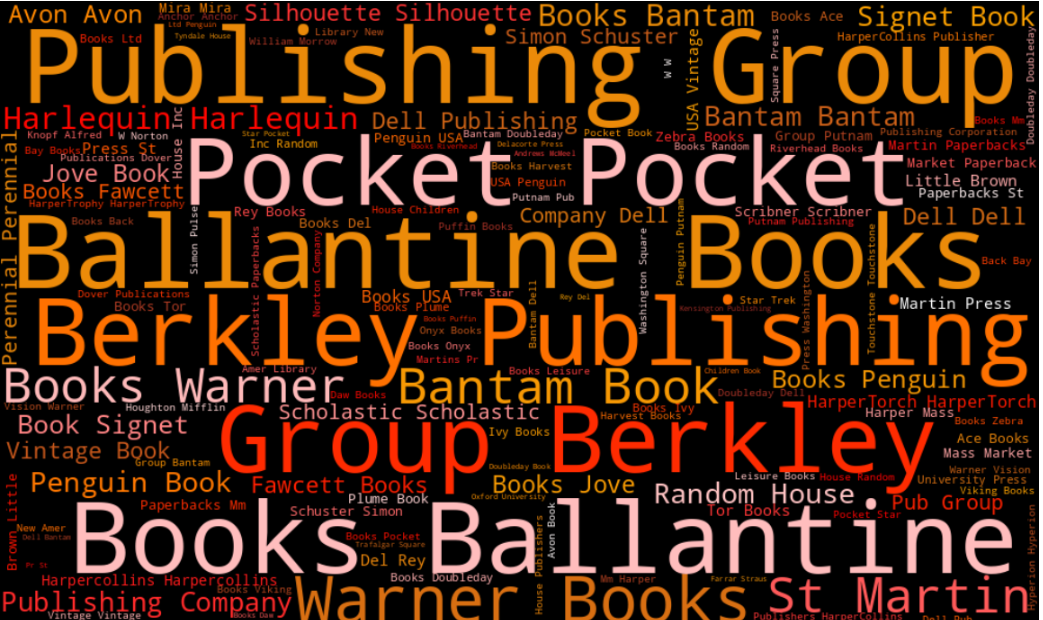 Avon Avon
Mira Mira
Anchor Anchor
Ltd Penguin
Silhouette Silhouette
Books Bantam
Books Ace
Signet Book
Books Ltd
Tyndale House
William Morrow
Library New
Simon Schuster
HarperCollins Publisher
Publishing Group
W W
USA Vintage
Square Press
Doubleday Doubleday
Harlequin Harlequin
Dell Publishing
Bantam Bantam
Books Mm
Knopf Alfred
W Norton
House Inc
Star Pocket
Inc Random
Penguin USA
Bantam Doubleday
Pocket Book
Zebra Books
Group Putnam
Publishing Corporation
Bay Books
Press St
Books Riverhead
Delacorte Press
Books Random
Riverhead Books
Martin Paperbacks
Publications Dover
Andrews McMeel
Pocket Pocket
Jove Book
Books Harvest
Market Paperback
Books Fawcett
USA Penguin
Little Brown
Putnam Pub
Paperbacks St
HarperTrophy HarperTrophy
Perennial Perennial
Simon Pulse
Rey Books
House Children
Company Dell
Scribner Scribner
Dell Dell
Books Back
Books Del
Puffin Books
Penguin Putnam
Putnam Publishing
Ballantine Books
Scholastic Paperbacks
Norton Company
Washington Square
Touchstone Touchstone
Back Bay
Dover Publications
Books USA
Trek Star
Bantam Dell
Rey Del
Star Trek
Press Washington
Martin Press
Books Tor
Books Plume
Kensington Publishing
Berkley Publishing
Books Puffin
Onyx Books
Books Onyx
Martins Pr
Amer Library
Books Leisure
Children Book
Books Warner
Daw Books
Bantam Book
Doubleday Dell
Books Penguin
Vision Warner
Houghton Mifflin
Scholastic Scholastic
Harvest Books
Books Ivy
HarperTorch HarperTorch
Harper Mass
Books Zebra
Book Signet
Group Berkley
Ivy Books
Ace Books
Vintage Book
Mass Market
Group Bantam
Doubleday Book
Warner Vision
Penguin Book
Fawcett Books
Books Jove
Leisure Books
House Random
University Press
Brown Little
Paperbacks Mm
Plume Book
Oxford University
Random House
Viking Books
Pub Group
Schuster Simon
Avon Book
Tor Books
Pocket Star
Hyperion Hyperion
New Amer
Dell Bantam
Books Ballantine
Books Pocket
Trafalgar Square
House Publishers
Pr St
Del Rey
Harpercollins Harpercollins
Books Doubleday
Mm Harper
Farrar Straus
Books Viking
Publishing Company
Warner Books
St Martin
Vintage Vintage
Books Daw
Publishers HarperCollins
Dell Pub